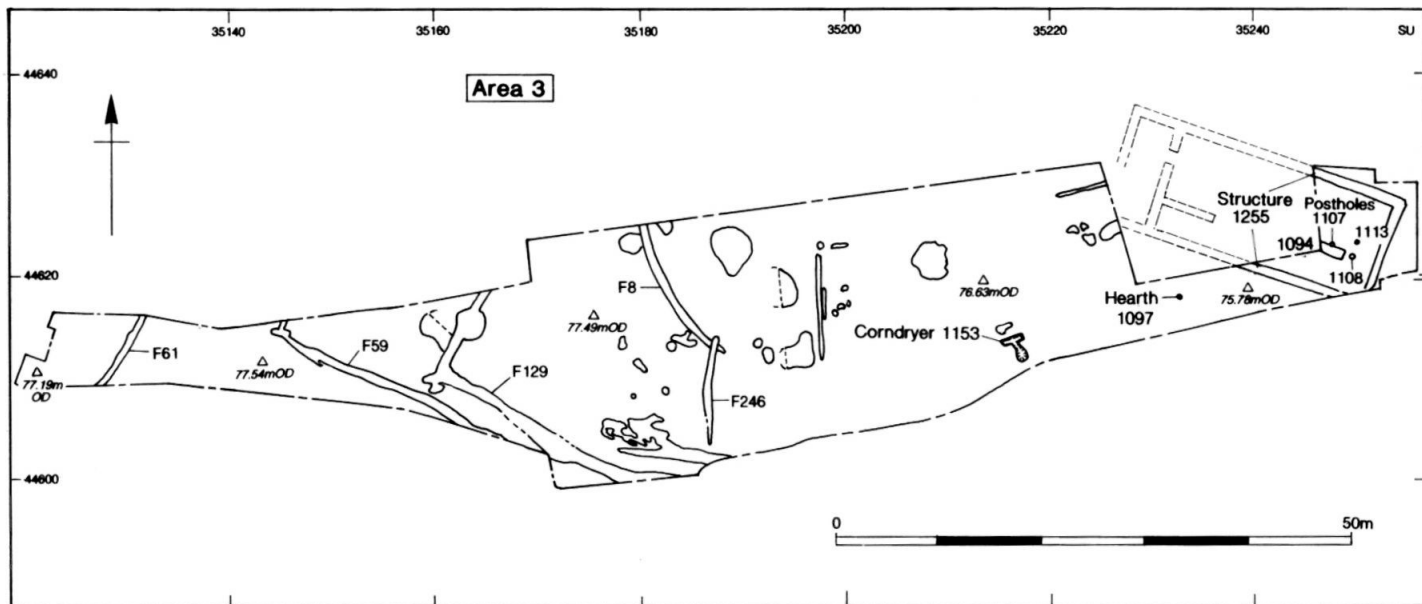 35140 35160 35180 35200 35220 35240 SU
44640
Area 3
Structure
1255
Postholes
1107
1113
1094
1108
44620
F8
76.63mOD
Hearth
1097
75.78mOD
77.49mOD
Corndryer 1153
F61
F59
77.54mOD
F129
77.19m
OD
F246
44600
0 50m